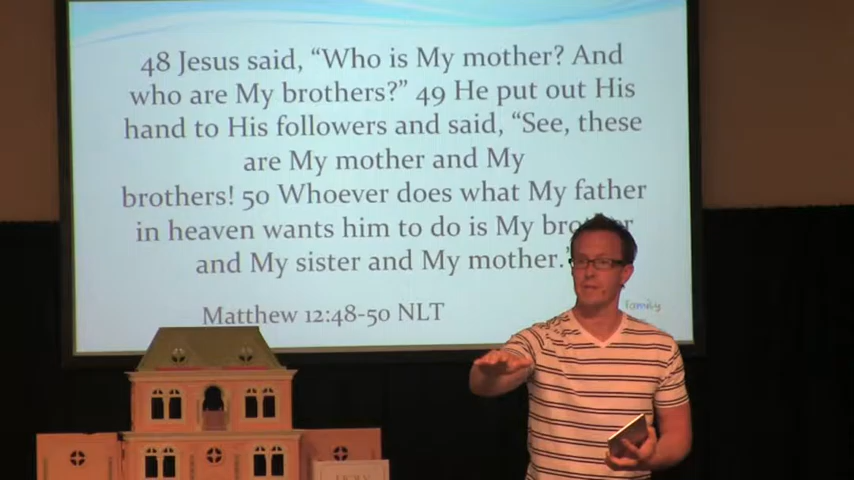 48 Jesus said, “Who is My mother? And
who are My brothers?” 49 He put out His
hand to His followers and said, “See, these
are My mother and My
brothers! 50 Whoever does what My father
in heaven wants him to do is My
and My sister and My mother.”
Matthew 12:48-50 NLT
family